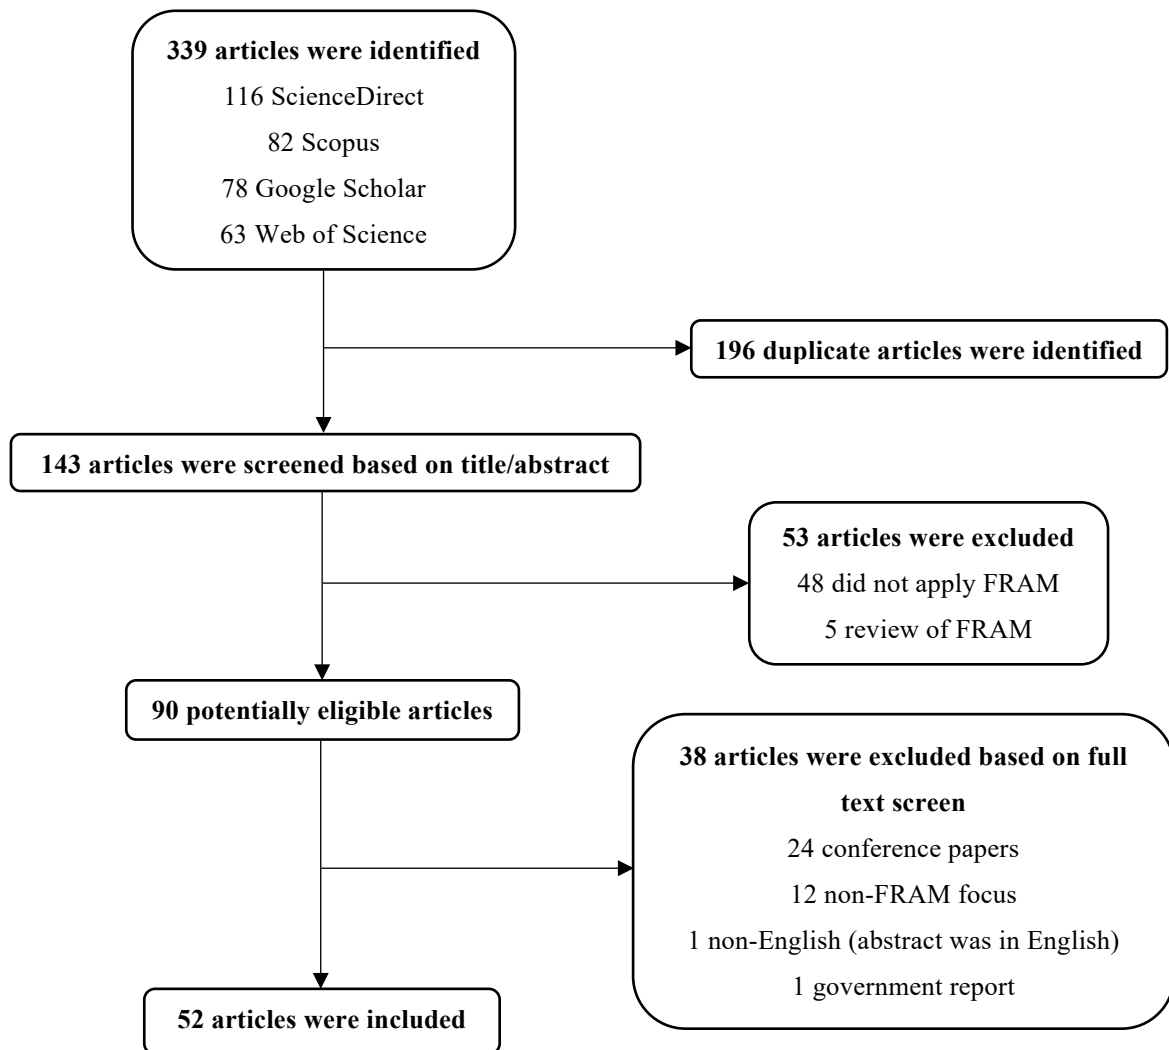 339 articles were identified
116 ScienceDirect
82 Scopus
78 Google Scholar
63 Web of Science
196 duplicate articles were identified
143 articles were screened based on title/abstract
53 articles were excluded
48 did not apply FRAM
5 review of FRAM
90 potentially eligible articles
38 articles were excluded based on full
text screen
24 conference papers
12 non-FRAM focus
1 non-English (abstract was in English)
1 government report
52 articles were included